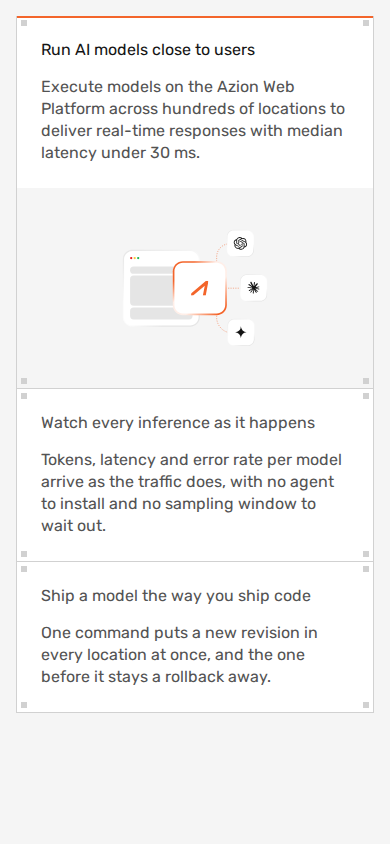 Run AI models close to users
Execute models on the Azion Web
Platform across hundreds of locations to
deliver real-time responses with median
latency under 30 ms.
Watch every inference as it happens
Tokens, latency and error rate per model
arrive as the traffic does, with no agent
to install and no sampling window to
wait out.
Ship a model the way you ship code
One command puts a new revision in
every location at once, and the one
before it stays a rollback away.